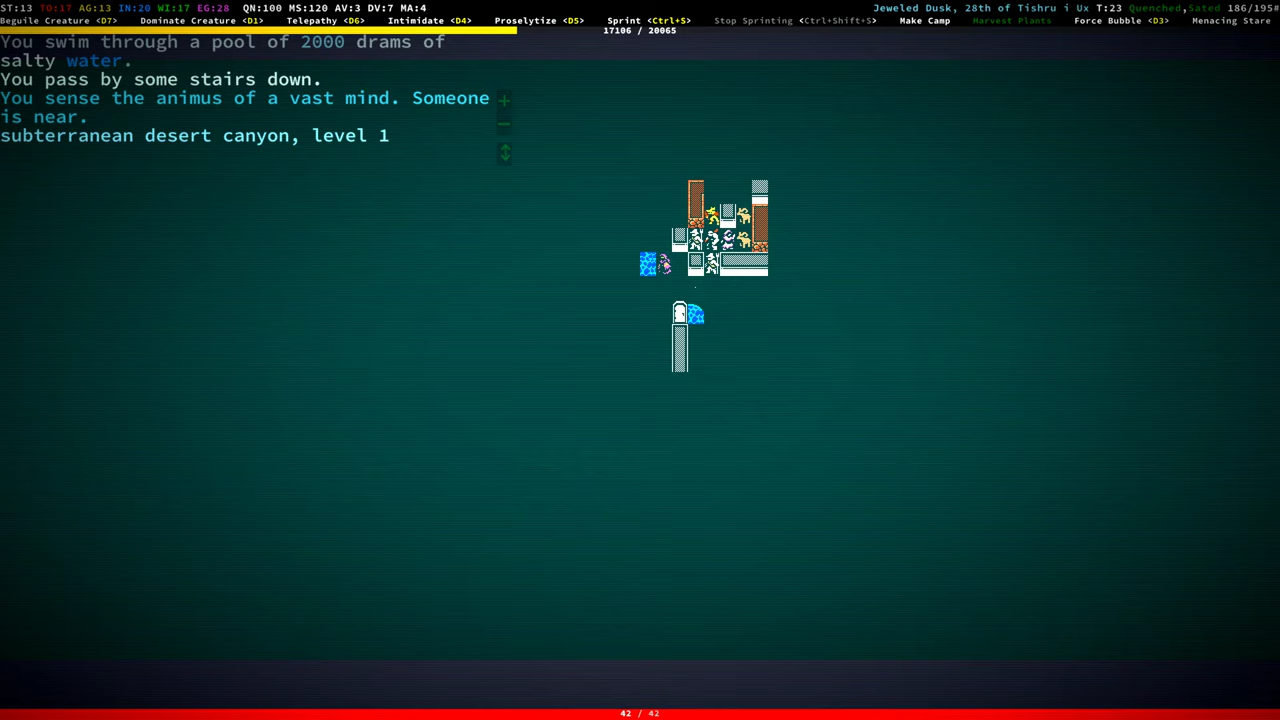 ST:13 TO:17 AG:13 IN:20 WI:17 EG:28 QN:100 MS:120 AV:3 DV:7 MA:4 Jeweled Dusk, 28th of Tishru i Ux T:23 Quenched,Sated 186/195#
Beguile Creature <D7> Dominate Creature <D1> Telepathy <D6> Intimidate <D4> Proselytize <D5> Sprint <Ctrl+S> Stop Sprinting <Ctrl+Shift+S> Make Camp Harvest Plants Force Bubble <D3> Menacing Stare
17106 / 20065
You swim through a pool of 2000 drams of
salty water.
You pass by some stairs down.
You sense the animus of a vast mind. Someone
is near.
subterranean desert canyon, level 1
42 / 42